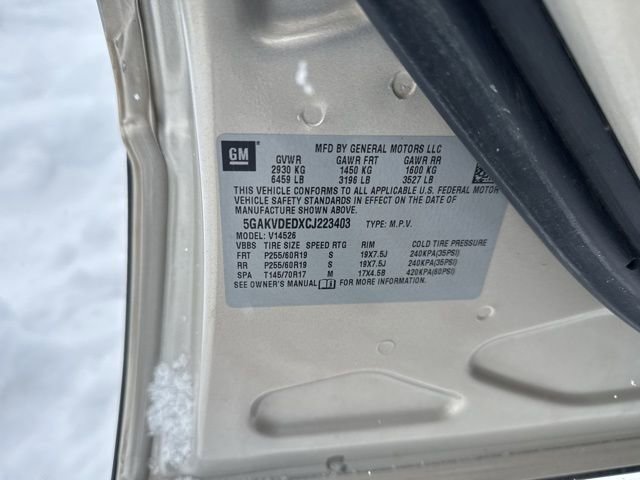 GM
MFD BY GENERAL MOTORS LLC
GVWR GAWR FRT GAWR RR
2930 KG 1450 KG 1600 KG
6459 LB 3196 LB 3527 LB
THIS VEHICLE CONFORMS TO ALL APPLICABLE U.S. FEDERAL MOTOR
VEHICLE SAFETY STANDARDS IN EFFECT ON THE DATE OF
MANUFACTURE SHOWN ABOVE.
5GAKVDEDXCJ223403 TYPE: M.P.V.
MODEL: V14526
VBBS TIRE SIZE SPEED RTG RIM COLD TIRE PRESSURE
FRT P255/60R19 S 19X7.5J 240KPA(35PSI)
RR P255/60R19 S 19X7.5J 240KPA(35PSI)
SPA T145/70R17 M 17X4.5B 420KPA(60PSI)
SEE OWNER'S MANUAL FOR MORE INFORMATION.